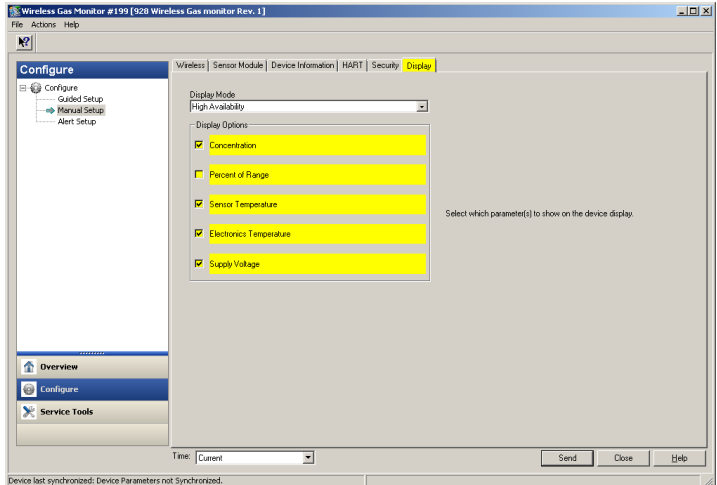 Wireless Gas Monitor #199 [928 Wireless Gas monitor Rev. 1]
File Actions Help
Configure
Configure
Guided Setup
Manual Setup
Alert Setup
Overview
Configure
Service Tools
Wireless Sensor Module Device Information HART Security Display
Display Mode
High Availability
Display Options
Concentration
Percent of Range
Sensor Temperature
Electronics Temperature
Supply Voltage
Select which parameter(s) to show on the device display.
Time: Current
Send Close Help
Device last synchronized: Device Parameters not Synchronized.